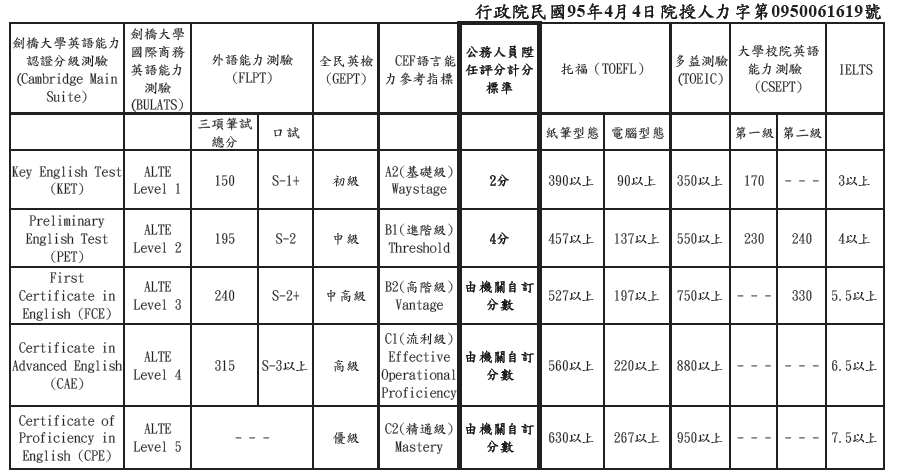 行政院民國95年4月4日院授人力字第0950061619號
劍橋大學英語能力
認證分級測驗
(Cambridge Main
Suite)
劍橋大學
國際商務
英語能力
測驗
(BULATS)
外語能力測驗
(FLPT)
全民英檢
(GEPT)
CEF語言能
力參考指標
公務人員陞
任評分計分
標準
托福（TOEFL）
多益測驗
(TOEIC)
大學校院英語
能力測驗
(CSEPT)
IELTS
三項筆試
總分
口試
紙筆型態
電腦型態
第一級
第二級
Key English Test
(KET)
ALTE
Level 1
150
S-1+
初級
A2(基礎級)
Waystage
2分
390以上
90以上
350以上
170
- - -
3以上
Preliminary
English Test
(PET)
ALTE
Level 2
195
S-2
中級
B1(進階級)
Threshold
4分
457以上
137以上
550以上
230
240
4以上
First
Certificate in
English (FCE)
ALTE
Level 3
240
S-2+
中高級
B2(高階級)
Vantage
由機關自訂
分數
527以上
197以上
750以上
- - -
330
5.5以上
Certificate in
Advanced English
(CAE)
ALTE
Level 4
315
S-3以上
高級
C1(流利級)
Effective
Operational
Proficiency
由機關自訂
分數
560以上
220以上
880以上
- - -
- - -
6.5以上
Certificate of
Proficiency in
English (CPE)
ALTE
Level 5
- - -
優級
C2(精通級)
Mastery
由機關自訂
分數
630以上
267以上
950以上
- - -
- - -
7.5以上